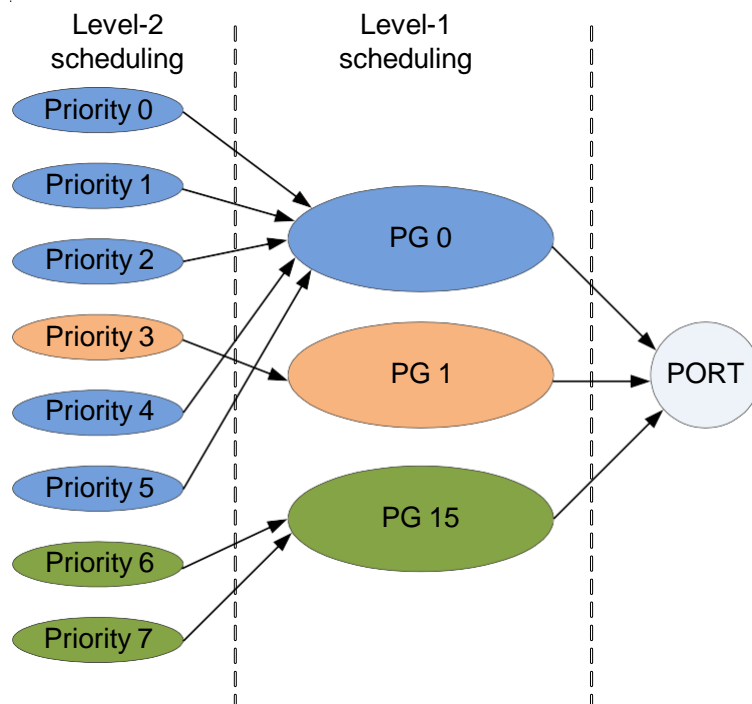 Level-2
scheduling
Level-1
scheduling
Priority 0
Priority 1
Priority 2
Priority 3
Priority 4
Priority 5
Priority 6
Priority 7
PG 0
PG 1
PG 15
PORT